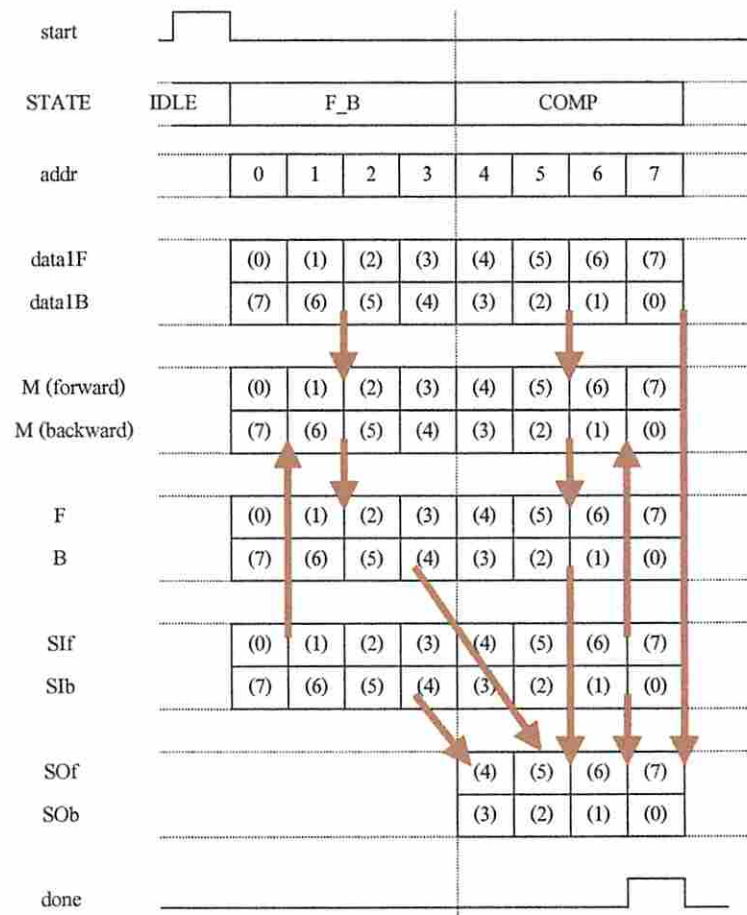 start
STATE IDLE F_B COMP
addr 0 1 2 3 4 5 6 7
data1F (0) (1) (2) (3) (4) (5) (6) (7)
data1B (7) (6) (5) (4) (3) (2) (1) (0)
M (forward) (0) (1) (2) (3) (4) (5) (6) (7)
M (backward) (7) (6) (5) (4) (3) (2) (1) (0)
F (0) (1) (2) (3) (4) (5) (6) (7)
B (7) (6) (5) (4) (3) (2) (1) (0)
SIf (0) (1) (2) (3) (4) (5) (6) (7)
SIb (7) (6) (5) (4) (3) (2) (1) (0)
SOf (4) (5) (6) (7)
SOb (3) (2) (1) (0)
done